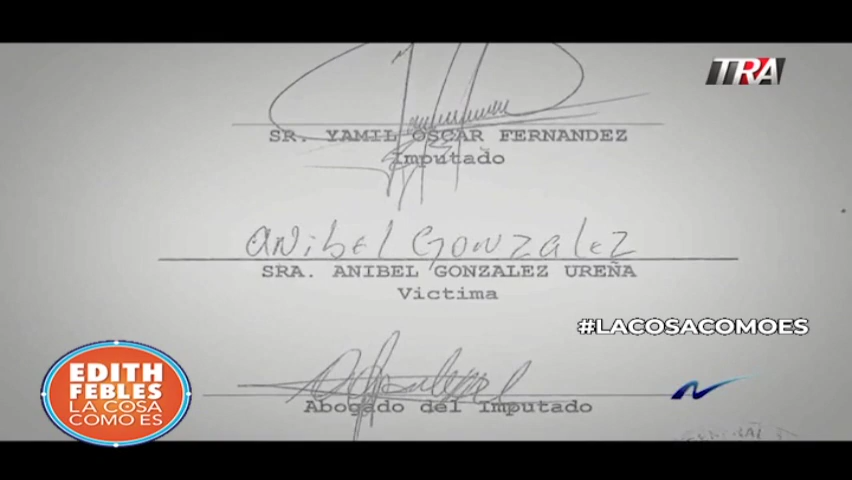 TRA
SR. YAMIL OSCAR FERNANDEZ
Imputado
ANibEL GONZALEZ
SRA. ANIBEL GONZALEZ UREÑA
Victima
#LACOSACOMOES
EDITH
FEBLES
LA COSA
COMO ES
Abogado del Imputado